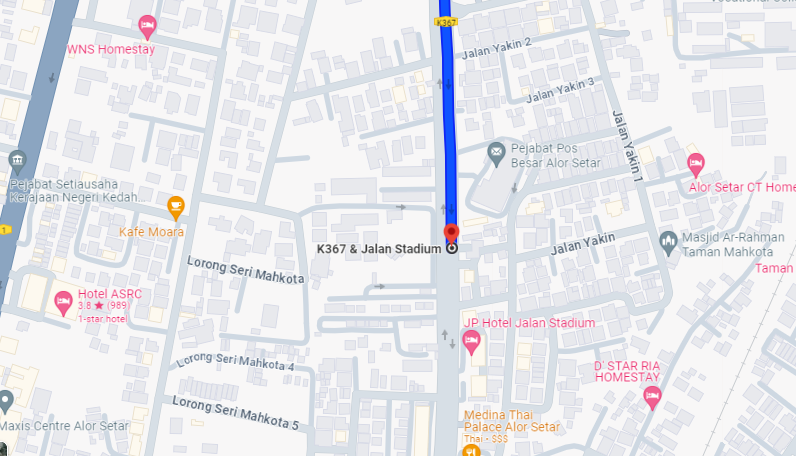 K367
Vocational
WNS Homestay
Jalan Yakin 2
Jalan Yakin 3
Jalan Yakin 1
Pejabat Pos
Besar Alor Setar
Pejabat Setiausaha
Kerajaan Negeri Kedah...
Alor Setar CT Home
Kafe Moara
1
K367 & Jalan Stadium
Jalan Yakin
Masjid Ar-Rahman
Taman Mahkota
Lorong Seri Mahkota
Taman
Hotel ASRC
3.8 ★ (989)
1-star hotel
JP Hotel Jalan Stadium
Lorong Seri Mahkota 4
D' STAR RIA
HOMESTAY
Lorong Seri Mahkota 5
Medina Thai
Palace Alor Setar
Thai • $$$
Maxis Centre Alor Setar